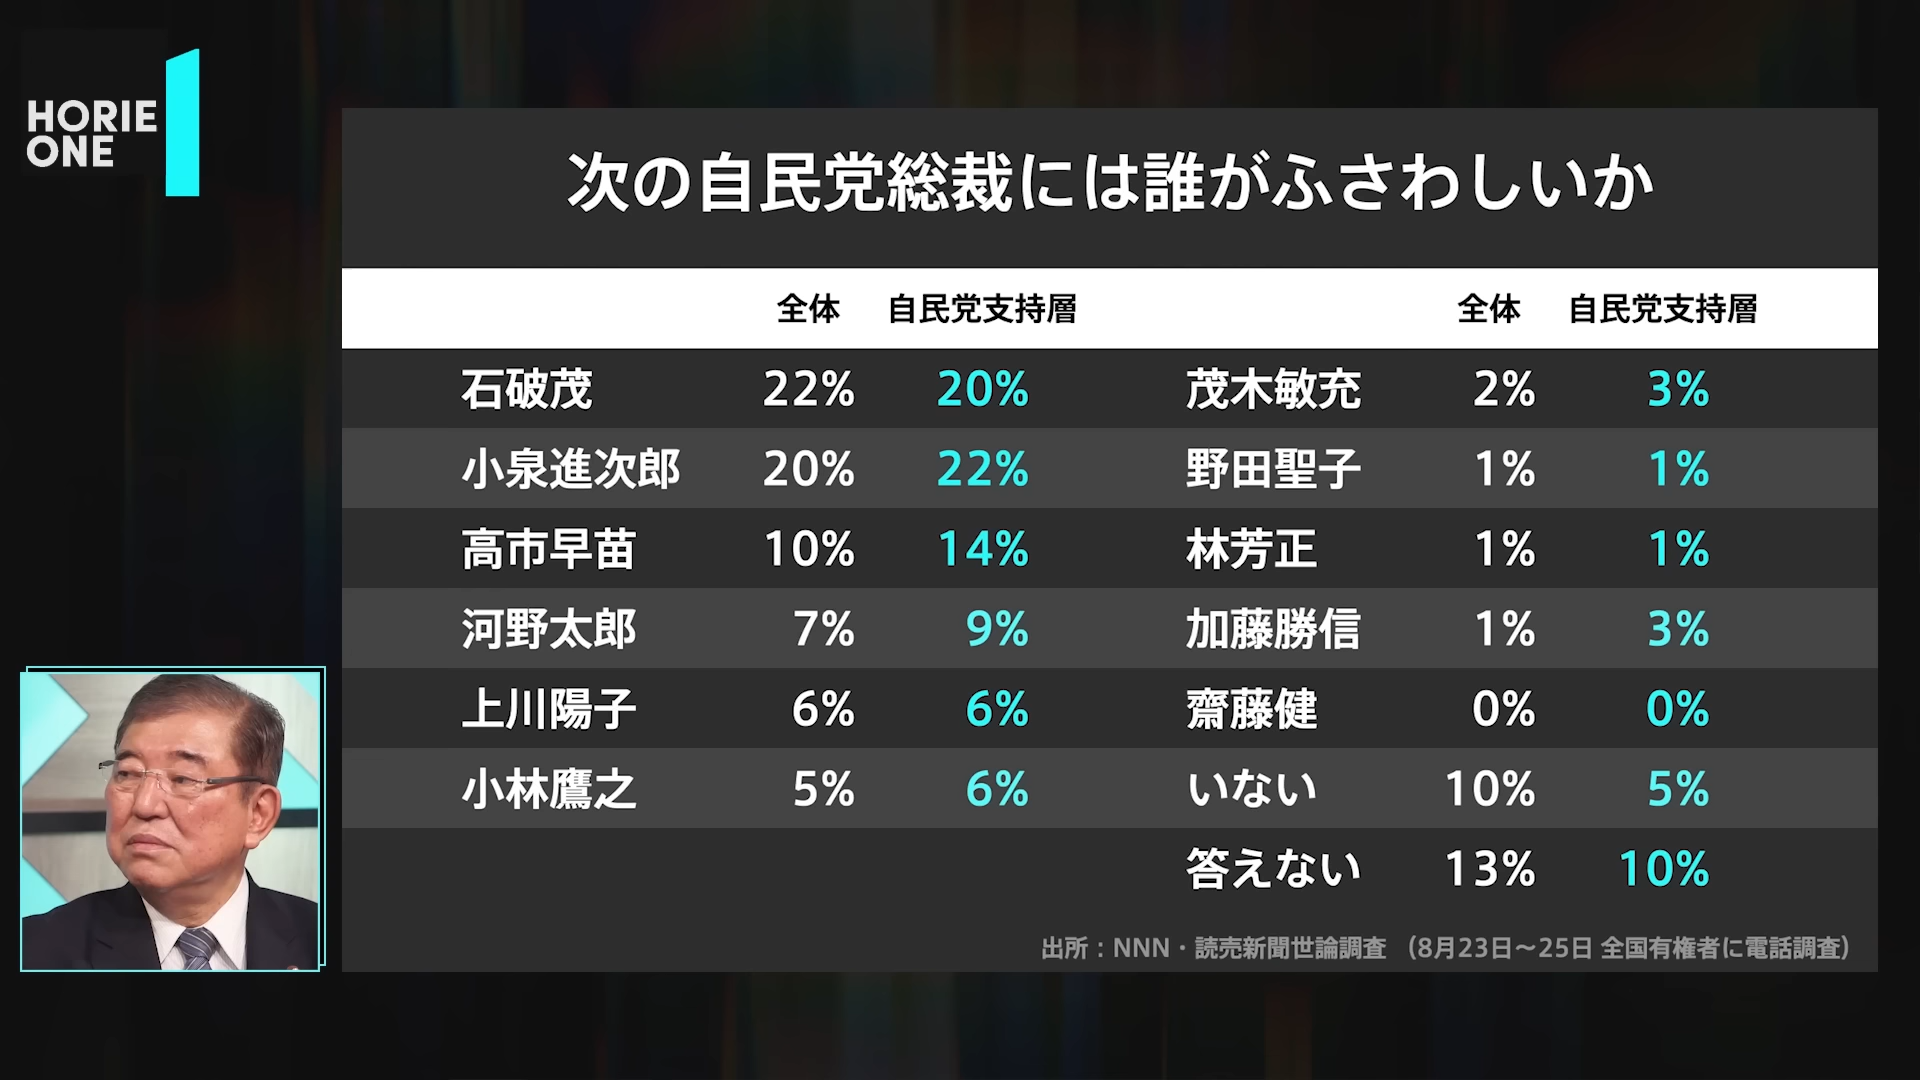 HORIE
ONE
1
次の自民党総裁には誰がふさわしいか
全体 自民党支持層 全体 自民党支持層
石破茂 22% 20% 茂木敏充 2% 3%
小泉進次郎 20% 22% 野田聖子 1% 1%
高市早苗 10% 14% 林芳正 1% 1%
河野太郎 7% 9% 加藤勝信 1% 3%
上川陽子 6% 6% 齋藤健 0% 0%
小林鷹之 5% 6% いない 10% 5%
答えない 13% 10%
出所：NNN・読売新聞世論調査 （8月23日〜25日 全国有権者に電話調査）